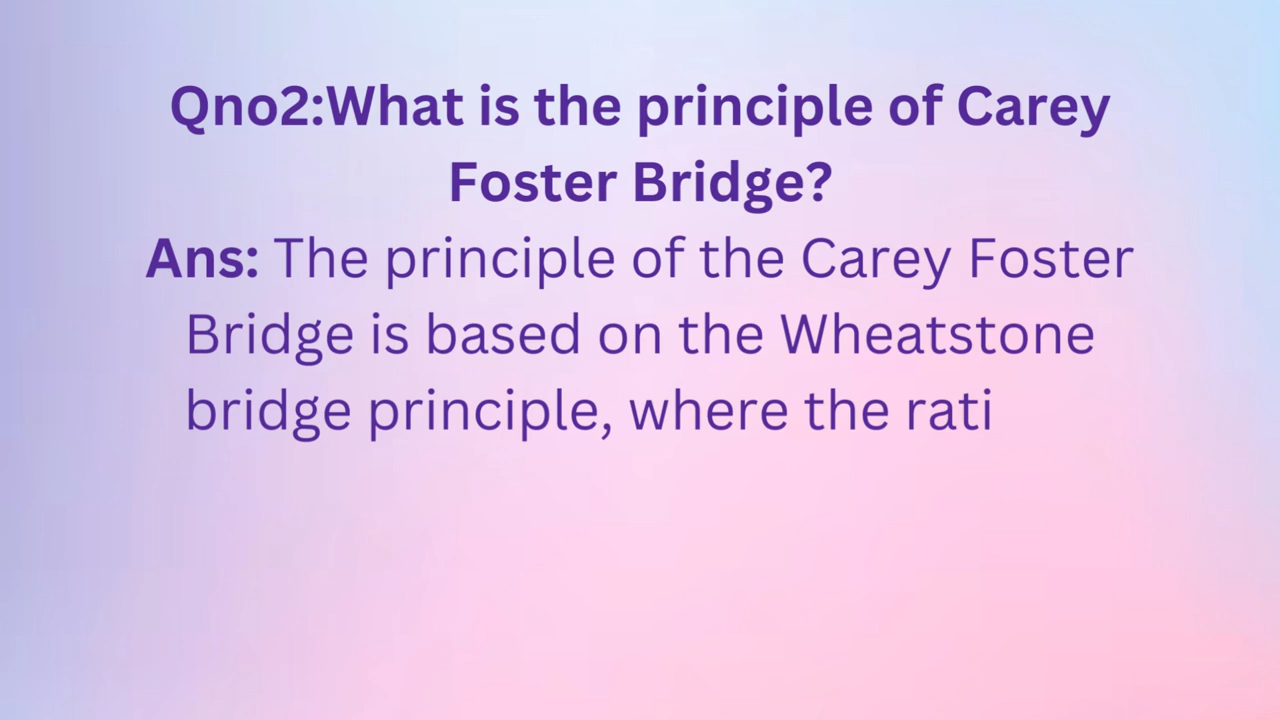 Qno2:What is the principle of Carey
Foster Bridge?
Ans: The principle of the Carey Foster
Bridge is based on the Wheatstone
bridge principle, where the rati